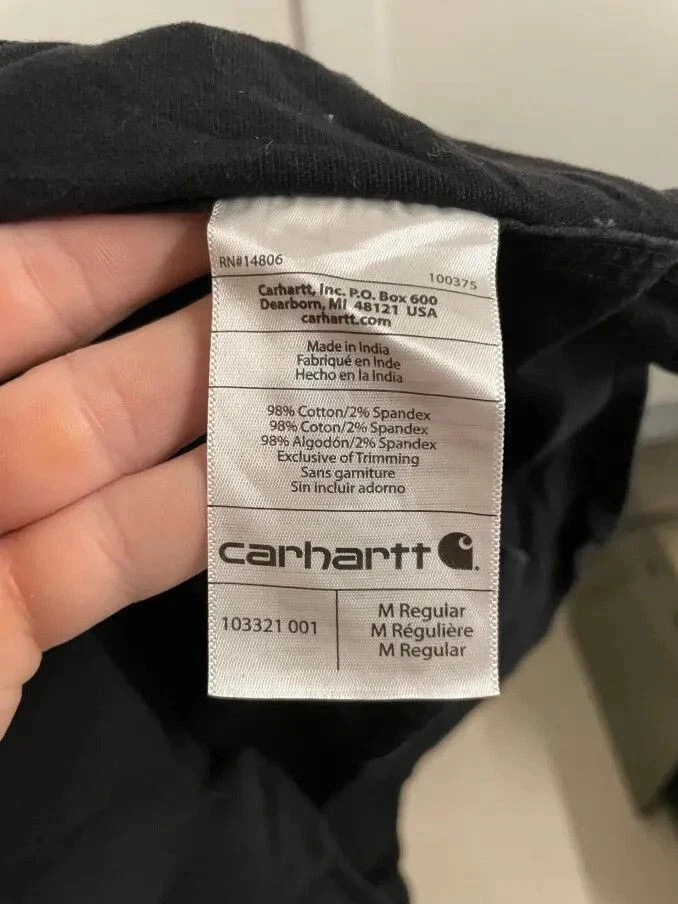 RN#14806
100375
Carhartt, Inc. P.O. Box 600
Dearborn, MI 48121 USA
carhartt.com
Made in India
Fabriqué en Inde
Hecho en la India
98% Cotton/2% Spandex
98% Coton/2% Spandex
98% Algodón/2% Spandex
Exclusive of Trimming
Sans garniture
Sin incluir adorno
carhartt
103321 001
M Regular
M Régulière
M Regular